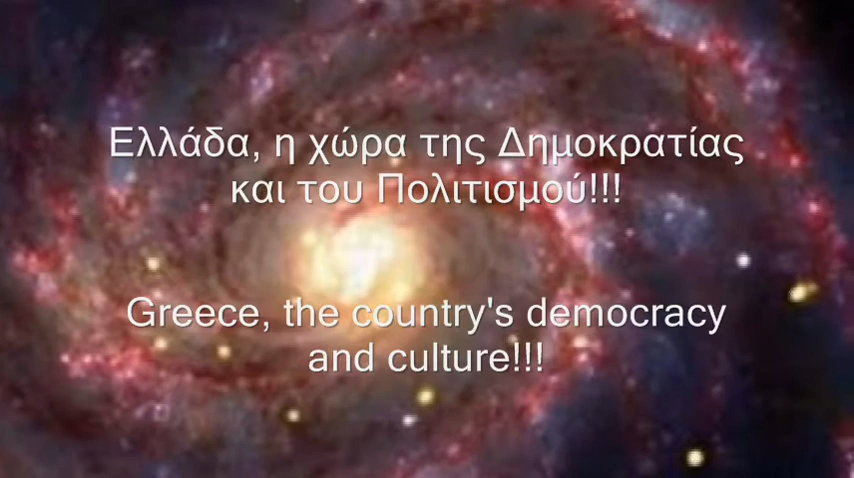 Ελλάδα, η χώρα της Δημοκρατίας
και του Πολιτισμού!!!
Greece, the country's democracy
and culture!!!